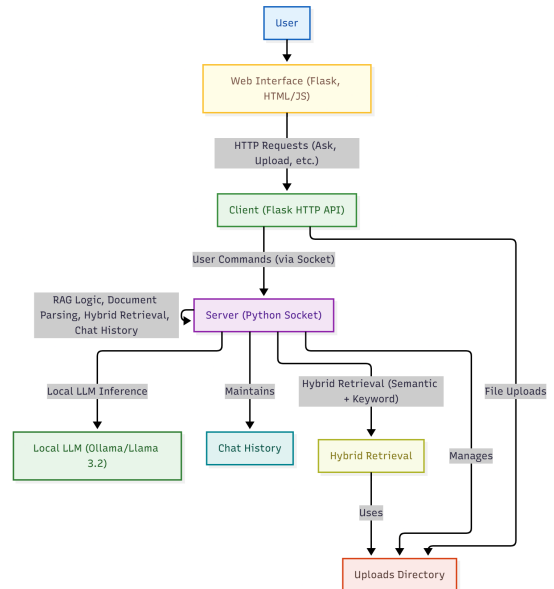 User
Web Interface (Flask,
HTML/JS)
HTTP Requests (Ask,
Upload, etc.)
Client (Flask HTTP API)
User Commands (via Socket)
RAG Logic, Document
Parsing, Hybrid Retrieval,
Chat History
Server (Python Socket)
Local LLM Inference
Maintains
Hybrid Retrieval (Semantic
+ Keyword)
File Uploads
Local LLM (Ollama/Llama
3.2)
Chat History
Hybrid Retrieval
Manages
Uses
Uploads Directory